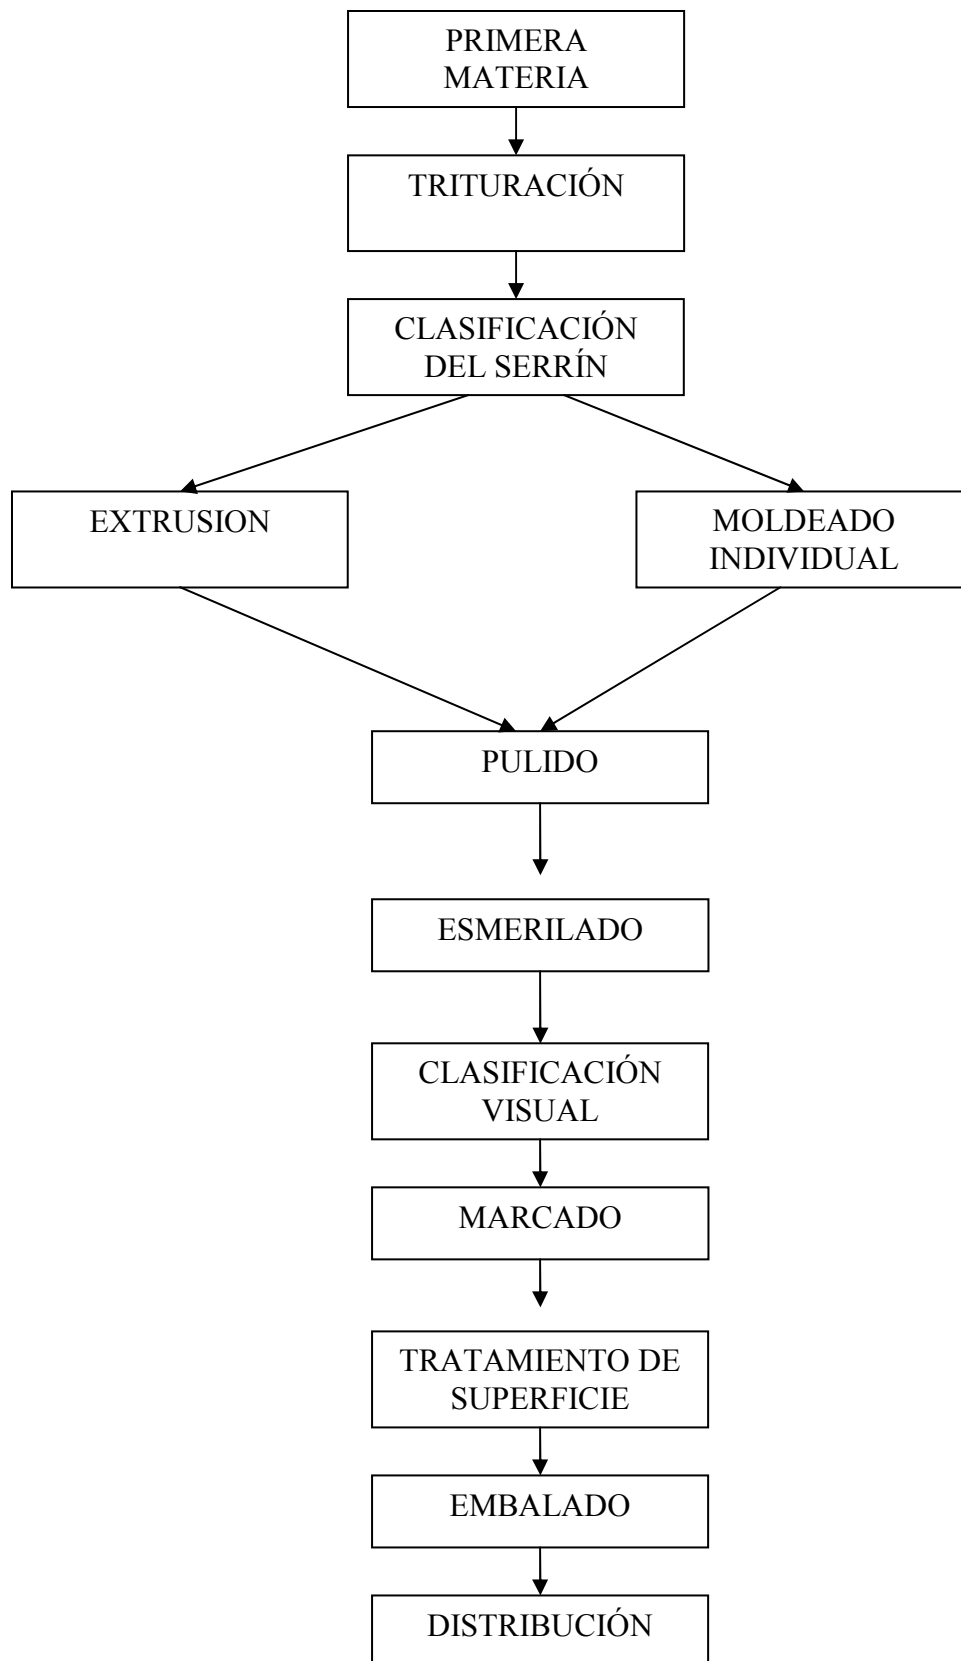 PRIMERA
MATERIA
TRITURACIÓN
CLASIFICACIÓN
DEL SERRÍN
EXTRUSION
MOLDEADO
INDIVIDUAL
PULIDO
ESMERILADO
CLASIFICACIÓN
VISUAL
MARCADO
TRATAMIENTO DE
SUPERFICIE
EMBALADO
DISTRIBUCIÓN